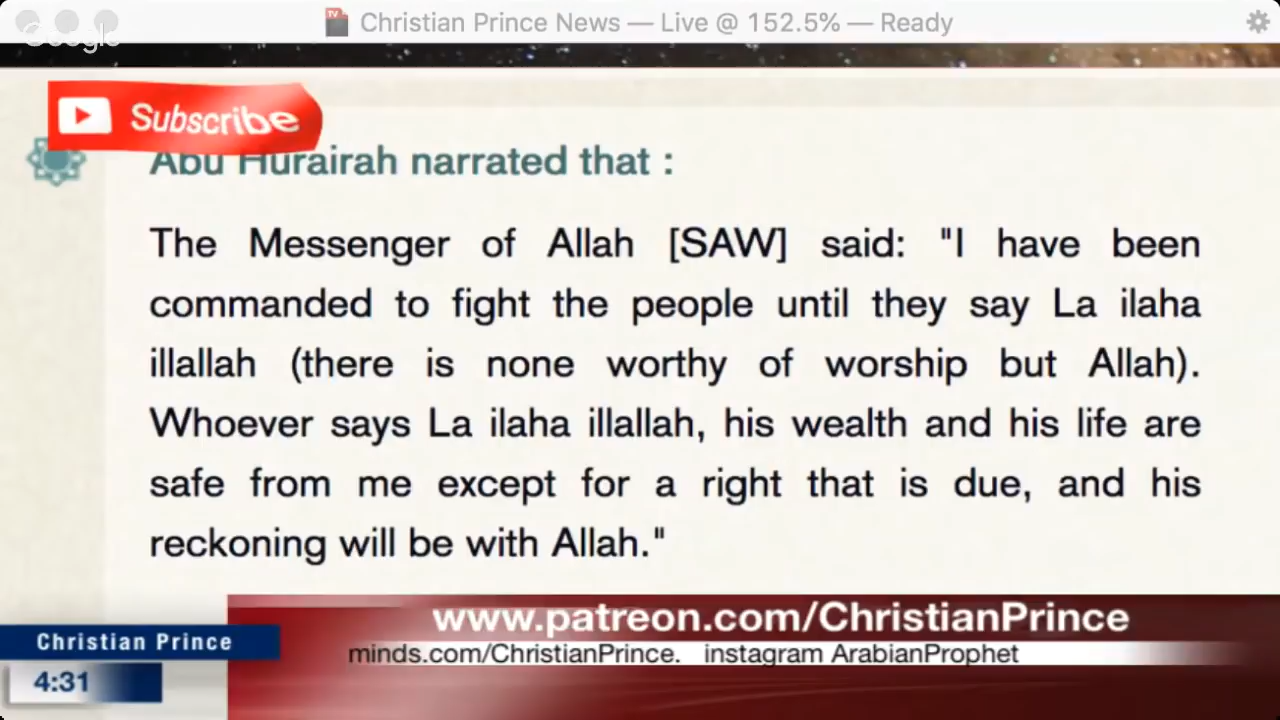 Christian Prince News — Live @ 152.5% — Ready
Google
TV
Subscribe
Abu Hurairah narrated that :
The Messenger of Allah [SAW] said: "I have been
commanded to fight the people until they say La ilaha
illallah (there is none worthy of worship but Allah).
Whoever says La ilaha illallah, his wealth and his life are
safe from me except for a right that is due, and his
reckoning will be with Allah."
www.patreon.com/ChristianPrince
Christian Prince
minds.com/ChristianPrince. instagram ArabianProphet
4:31